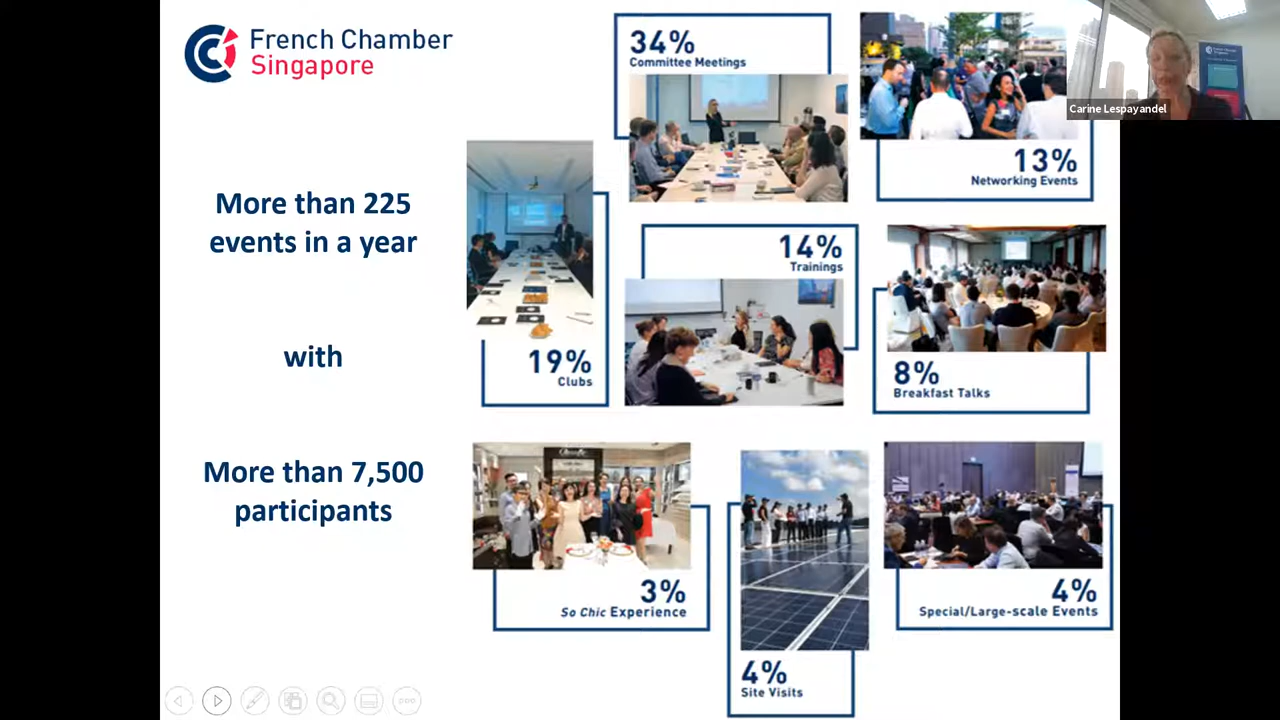 French Chamber
Singapore
More than 225
events in a year
with
More than 7,500
participants
34%
Committee Meetings
13%
Networking Events
19%
Clubs
14%
Trainings
8%
Breakfast Talks
3%
So Chic Experience
4%
Site Visits
4%
Special/Large-scale Events
Carine Lespayandel